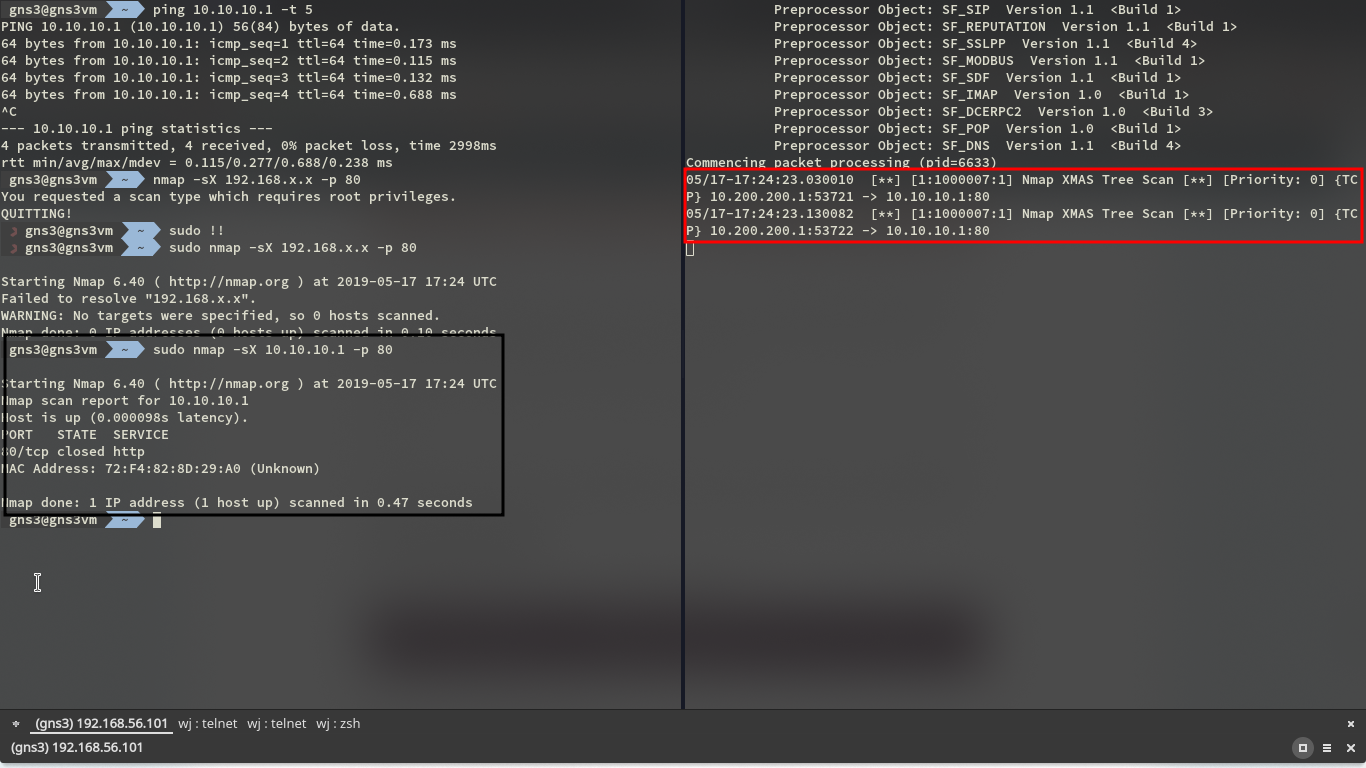 gns3@gns3vm ~ ping 10.10.10.1 -t 5
PING 10.10.10.1 (10.10.10.1) 56(84) bytes of data.
64 bytes from 10.10.10.1: icmp_seq=1 ttl=64 time=0.173 ms
64 bytes from 10.10.10.1: icmp_seq=2 ttl=64 time=0.115 ms
64 bytes from 10.10.10.1: icmp_seq=3 ttl=64 time=0.132 ms
64 bytes from 10.10.10.1: icmp_seq=4 ttl=64 time=0.688 ms
^C
--- 10.10.10.1 ping statistics ---
4 packets transmitted, 4 received, 0% packet loss, time 2998ms
rtt min/avg/max/mdev = 0.115/0.277/0.688/0.238 ms
gns3@gns3vm ~ nmap -sX 192.168.x.x -p 80
You requested a scan type which requires root privileges.
QUITTING!
gns3@gns3vm ~ sudo !!
gns3@gns3vm ~ sudo nmap -sX 192.168.x.x -p 80
Starting Nmap 6.40 ( http://nmap.org ) at 2019-05-17 17:24 UTC
Failed to resolve "192.168.x.x".
WARNING: No targets were specified, so 0 hosts scanned.
Nmap done: 0 IP addresses (0 hosts up) scanned in 0.10 seconds
gns3@gns3vm ~ sudo nmap -sX 10.10.10.1 -p 80
Starting Nmap 6.40 ( http://nmap.org ) at 2019-05-17 17:24 UTC
Nmap scan report for 10.10.10.1
Host is up (0.000098s latency).
PORT   STATE  SERVICE
80/tcp closed http
MAC Address: 72:F4:82:8D:29:A0 (Unknown)
Nmap done: 1 IP address (1 host up) scanned in 0.47 seconds
gns3@gns3vm ~
Preprocessor Object: SF_SIP  Version 1.1  <Build 1>
Preprocessor Object: SF_REPUTATION  Version 1.1  <Build 1>
Preprocessor Object: SF_SSLPP  Version 1.1  <Build 4>
Preprocessor Object: SF_MODBUS  Version 1.1  <Build 1>
Preprocessor Object: SF_SDF  Version 1.1  <Build 1>
Preprocessor Object: SF_IMAP  Version 1.0  <Build 1>
Preprocessor Object: SF_DCERPC2  Version 1.0  <Build 3>
Preprocessor Object: SF_POP  Version 1.0  <Build 1>
Preprocessor Object: SF_DNS  Version 1.1  <Build 4>
Commencing packet processing (pid=6633)
05/17-17:24:23.030010  [**] [1:1000007:1] Nmap XMAS Tree Scan [**] [Priority: 0] {TC
P} 10.200.200.1:53721 -> 10.10.10.1:80
05/17-17:24:23.130082  [**] [1:1000007:1] Nmap XMAS Tree Scan [**] [Priority: 0] {TC
P} 10.200.200.1:53722 -> 10.10.10.1:80
(gns3) 192.168.56.101 wj : telnet wj : telnet wj : zsh
(gns3) 192.168.56.101